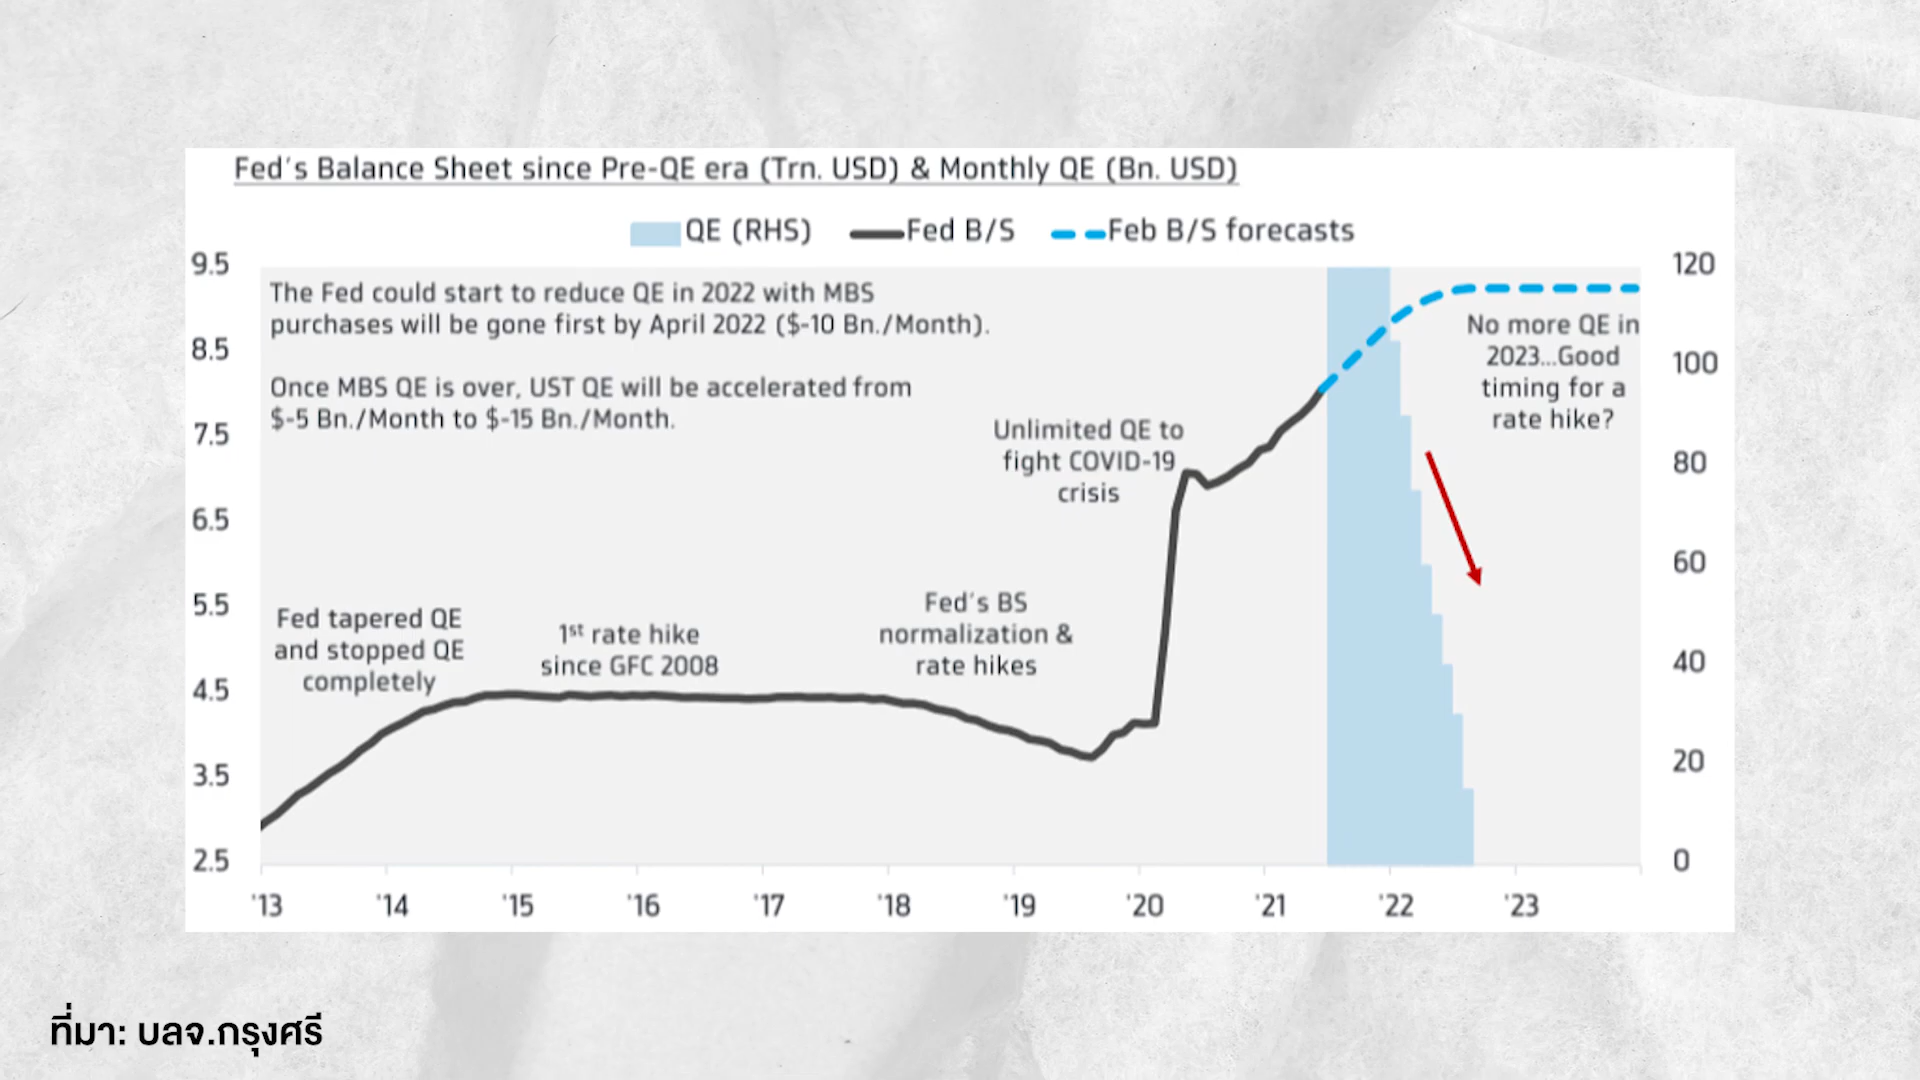 Fed's Balance Sheet since Pre-QE era (Trn. USD) & Monthly QE (Bn. USD)
QE (RHS) Fed B/S Feb B/S forecasts
9.5
8.5
7.5
6.5
5.5
4.5
3.5
2.5
The Fed could start to reduce QE in 2022 with MBS
purchases will be gone first by April 2022 ($-10 Bn./Month).
Once MBS QE is over, UST QE will be accelerated from
$-5 Bn./Month to $-15 Bn./Month.
Fed tapered QE
and stopped QE
completely
1st rate hike
since GFC 2008
Fed's BS
normalization &
rate hikes
Unlimited QE to
fight COVID-19
crisis
No more QE in
2023...Good
timing for a
rate hike?
120
100
80
60
40
20
0
'13 '14 '15 '16 '17 '18 '19 '20 '21 '22 '23
ที่มา: บลจ.กรุงศรี